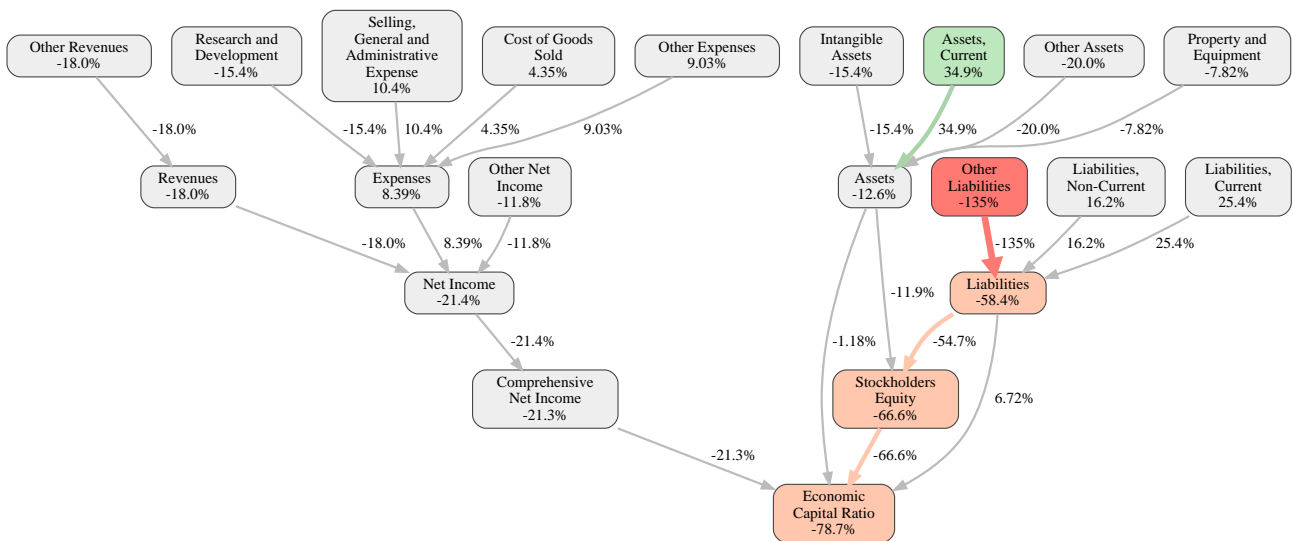 Other Revenues
-18.0%
Research and
Development
-15.4%
Selling,
General and
Administrative
Expense
10.4%
Cost of Goods
Sold
4.35%
Other Expenses
9.03%
Intangible
Assets
-15.4%
Assets,
Current
34.9%
Other Assets
-20.0%
Property and
Equipment
-7.82%
-18.0%
-15.4%
10.4%
4.35%
9.03%
-15.4%
34.9%
-20.0%
-7.82%
Revenues
-18.0%
Expenses
8.39%
Other Net
Income
-11.8%
Assets
-12.6%
Other
Liabilities
-135%
Liabilities,
Non-Current
16.2%
Liabilities,
Current
25.4%
-18.0%
8.39%
-11.8%
-135%
16.2%
25.4%
Net Income
-21.4%
-11.9%
Liabilities
-58.4%
-21.4%
-1.18%
-54.7%
Comprehensive
Net Income
-21.3%
Stockholders
Equity
-66.6%
6.72%
-21.3%
-66.6%
Economic
Capital Ratio
-78.7%